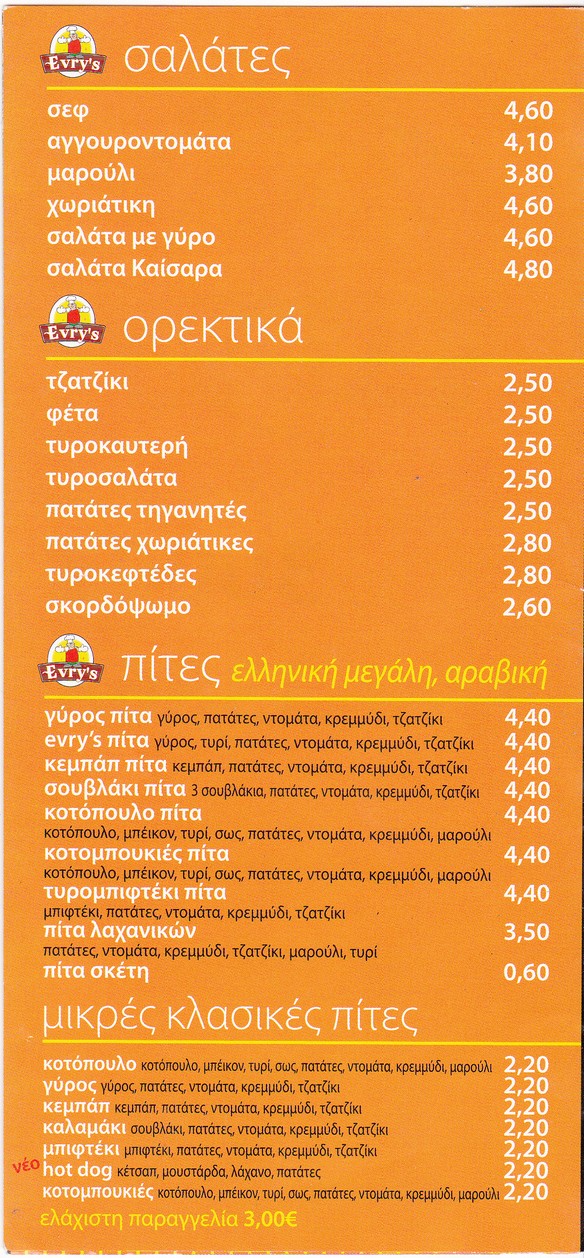 Evry's σαλάτες
σεφ 4,60
αγγουροντομάτα 4,10
μαρούλι 3,80
χωριάτικη 4,60
σαλάτα με γύρο 4,60
σαλάτα Καίσαρα 4,80
Evry's ορεκτικά
τζατζίκι 2,50
φέτα 2,50
τυροκαυτερή 2,50
τυροσαλάτα 2,50
πατάτες τηγανητές 2,50
πατάτες χωριάτικες 2,80
τυροκεφτέδες 2,80
σκορδόψωμο 2,60
Evry's πίτες ελληνική μεγάλη, αραβική
γύρος πίτα γύρος, πατάτες, ντομάτα, κρεμμύδι, τζατζίκι 4,40
evry's πίτα γύρος, τυρί, πατάτες, ντομάτα, κρεμμύδι, τζατζίκι 4,40
κεμπάπ πίτα κεμπάπ, πατάτες, ντομάτα, κρεμμύδι, τζατζίκι 4,40
σουβλάκι πίτα 3 σουβλάκια, πατάτες, ντομάτα, κρεμμύδι, τζατζίκι 4,40
κοτόπουλο πίτα 4,40
κοτόπουλο, μπέικον, τυρί, σως, πατάτες, ντομάτα, κρεμμύδι, μαρούλι
κοτομπουκιές πίτα 4,40
κοτόπουλο, μπέικον, τυρί, σως, πατάτες, ντομάτα, κρεμμύδι, μαρούλι
τυρομπιφτέκι πίτα 4,40
μπιφτέκι, πατάτες, ντομάτα, κρεμμύδι, τζατζίκι
πίτα λαχανικών 3,50
πατάτες, ντομάτα, κρεμμύδι, τζατζίκι, μαρούλι, τυρί
πίτα σκέτη 0,60
μικρές κλασικές πίτες
κοτόπουλο κοτόπουλο, μπέικον, τυρί, σως, πατάτες, ντομάτα, κρεμμύδι, μαρούλι 2,20
γύρος γύρος, πατάτες, ντομάτα, κρεμμύδι, τζατζίκι 2,20
κεμπάπ κεμπάπ, πατάτες, ντομάτα, κρεμμύδι, τζατζίκι 2,20
καλαμάκι σουβλάκι, πατάτες, ντομάτα, κρεμμύδι, τζατζίκι 2,20
μπιφτέκι μπιφτέκι, πατάτες, ντομάτα, κρεμμύδι, τζατζίκι 2,20
νέο hot dog κέτσαπ, μουστάρδα, λάχανο, πατάτες 2,20
κοτομπουκιές κοτόπουλο, μπέικον, τυρί, σως, πατάτες, ντομάτα, κρεμμύδι, μαρούλι 2,20
ελάχιστη παραγγελία 3,00€